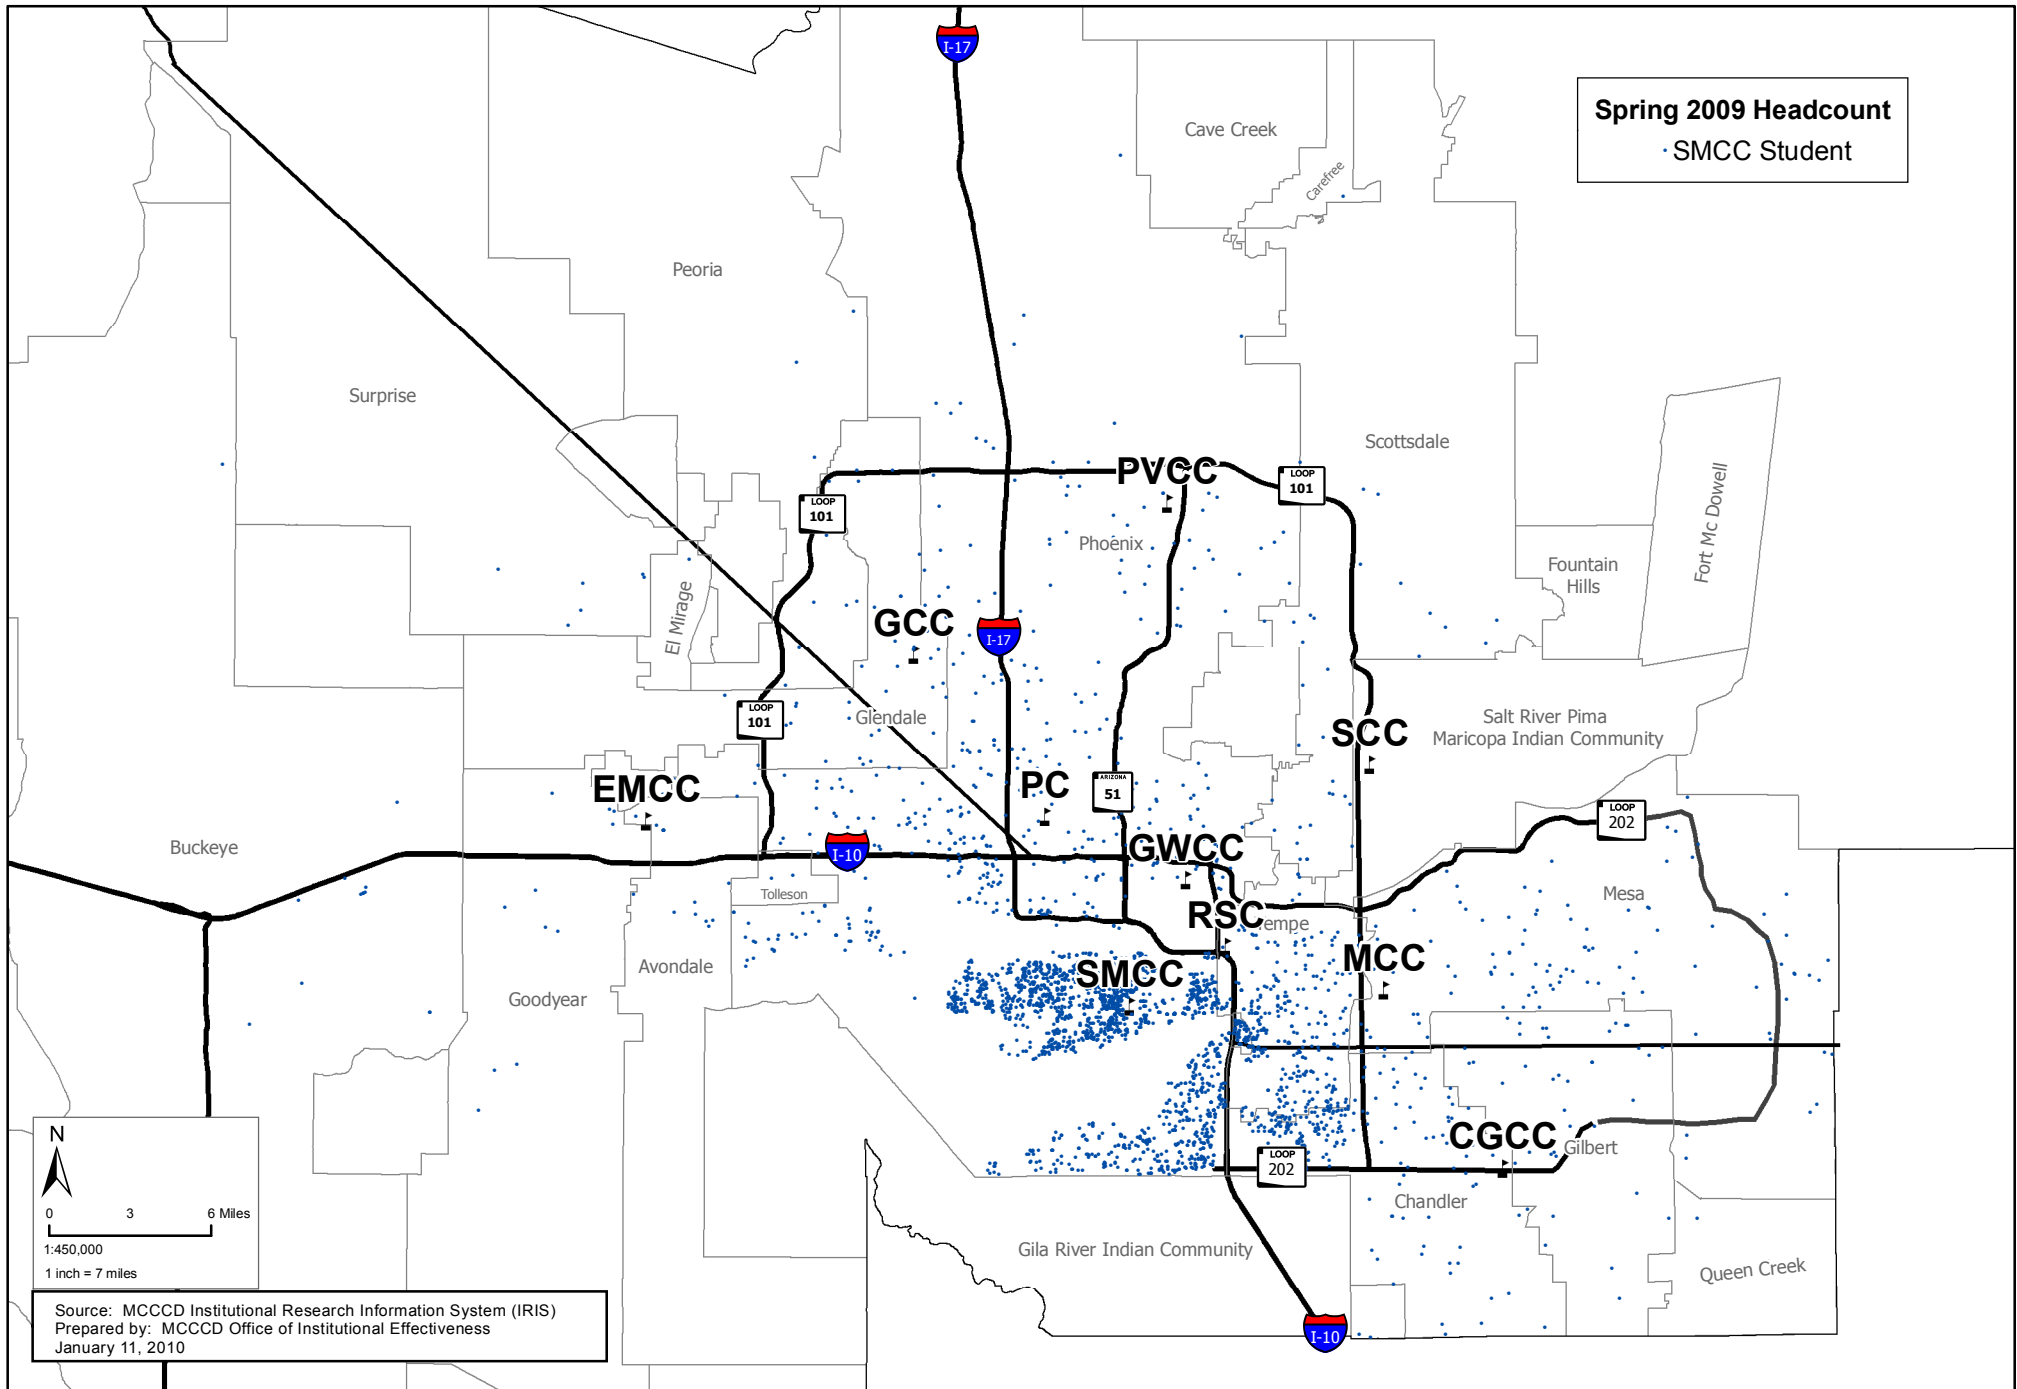 I-17
Spring 2009 Headcount
SMCC Student
Cave Creek
Carefree
Peoria
Surprise
Scottsdale
PVCC
LOOP
101
LOOP
101
Phoenix
Fort Mc Dowell
Fountain
Hills
El Mirage
GCC
I-17
LOOP
101
Glendale
SCC
Salt River Pima
Maricopa Indian Community
EMCC
PC
ARIZONA
51
LOOP
202
Buckeye
I-10
GWCC
Tolleson
Mesa
RSC
empe
Avondale
SMCC
MCC
Goodyear
CGCC
Gilbert
LOOP
202
Chandler
Gila River Indian Community
Queen Creek
I-10
N
0 3 6 Miles
1:450,000
1 inch = 7 miles
Source: MCCCD Institutional Research Information System (IRIS)
Prepared by: MCCCD Office of Institutional Effectiveness
January 11, 2010